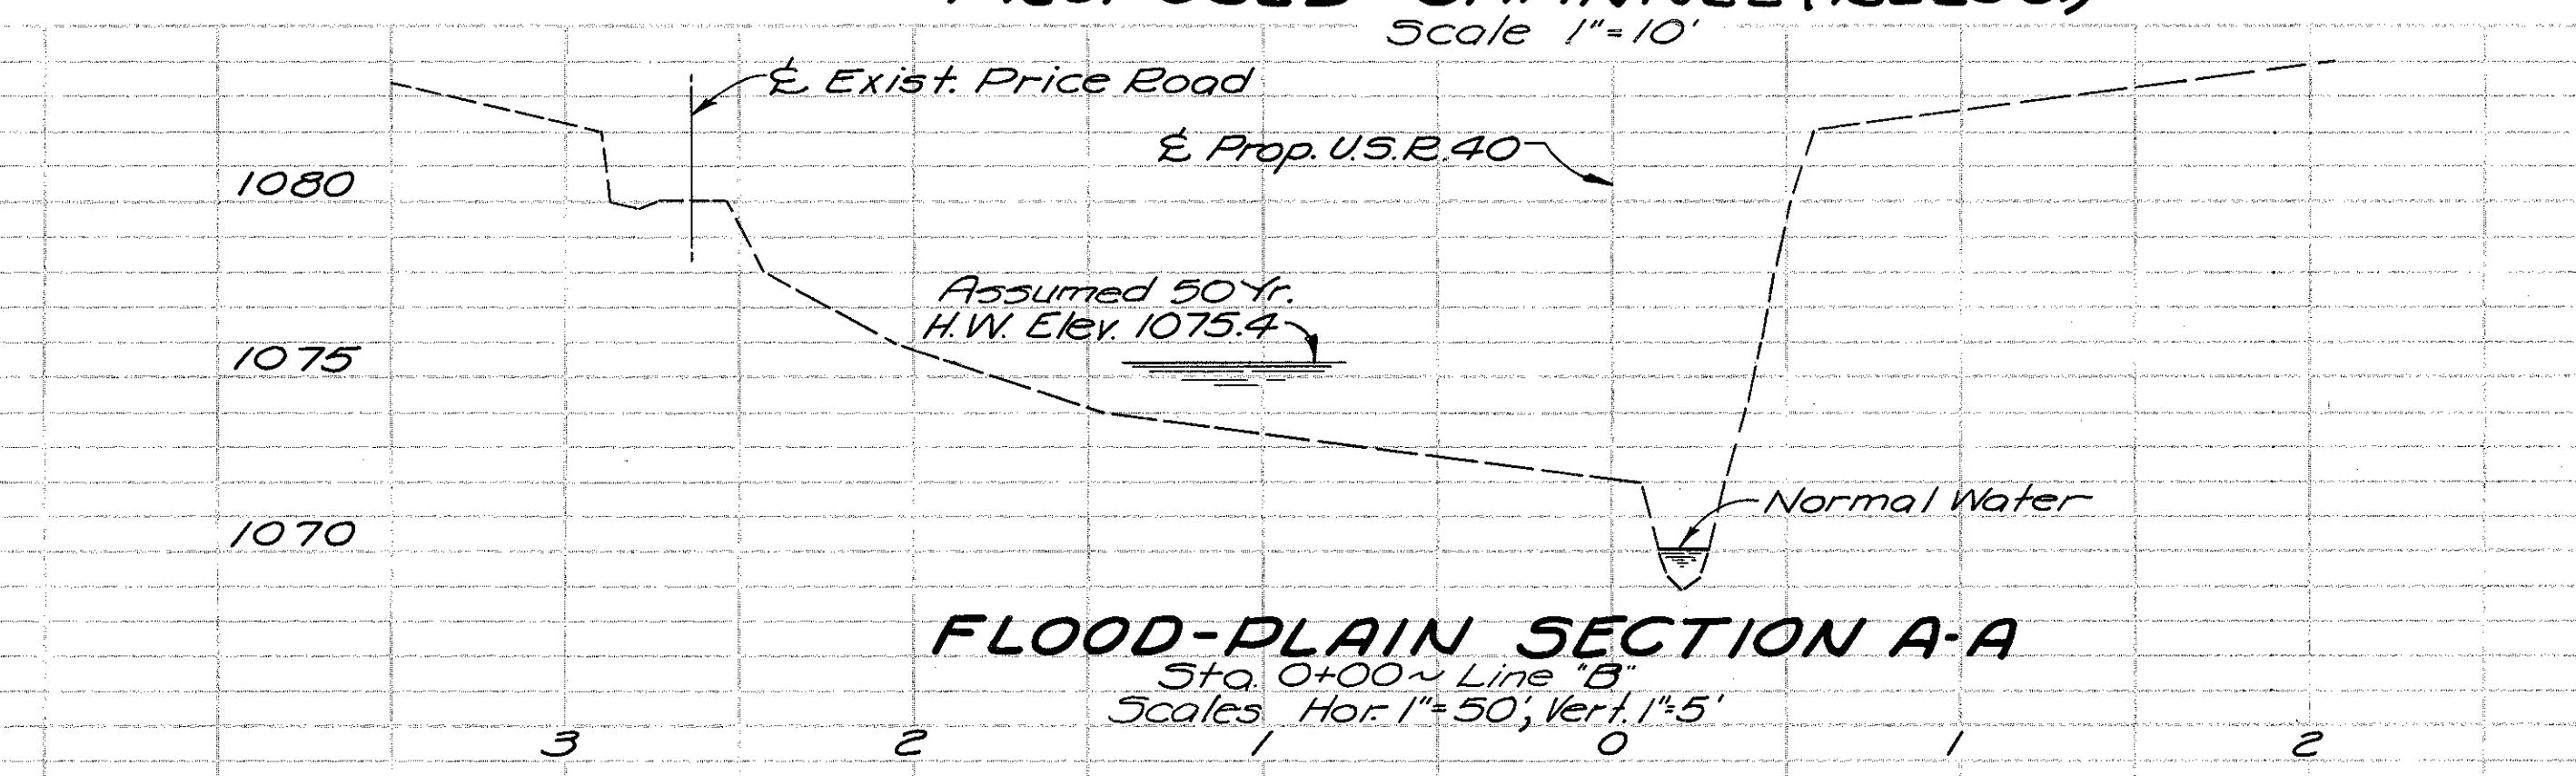 Scale 1"=10'
℄ Exist. Price Road
℄ Prop. U.S.R. 40
1080
Assumed 50 Yr.
H.W. Elev. 1075.4
1075
Normal Water
1070
FLOOD-PLAIN SECTION A-A
Sta. 0+00 ~ Line "B"
Scales Hor. 1"=50', Vert. 1"=5'
3 2 1 0 1 2